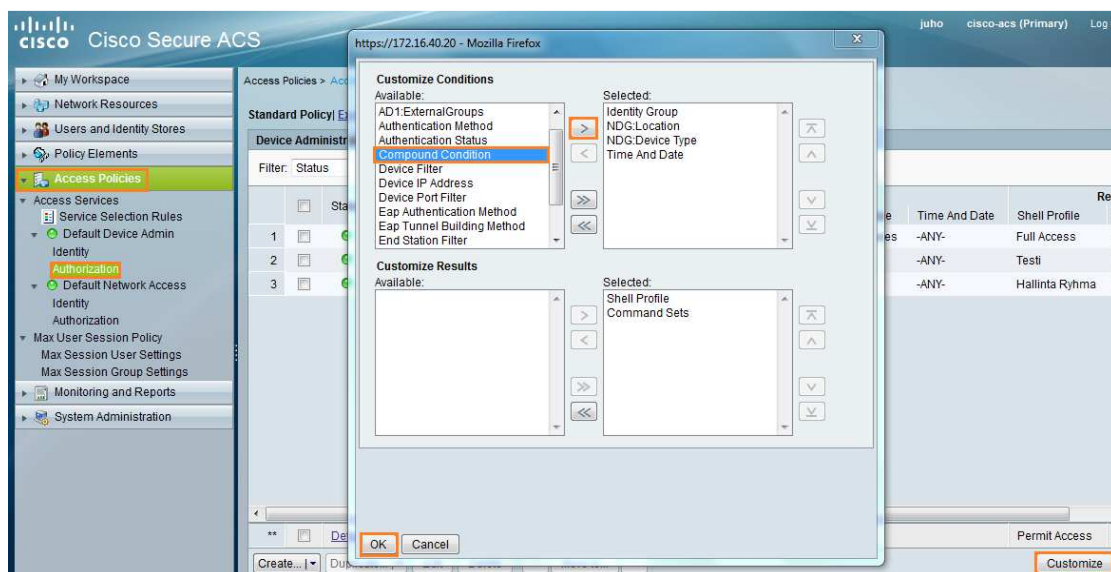 CISCO Cisco Secure ACS
juho cisco-acs (Primary) Log
https://172.16.40.20 - Mozilla Firefox
My Workspace
Network Resources
Users and Identity Stores
Policy Elements
Access Policies
Access Services
Service Selection Rules
Default Device Admin
Identity
Authorization
Default Network Access
Identity
Authorization
Max User Session Policy
Max Session User Settings
Max Session Group Settings
Monitoring and Reports
System Administration
Access Policies >
Standard Policy|
Device Administr
Filter: Status
Sta
1
2
3
**
Customize Conditions
Available:
AD1:ExternalGroups
Authentication Method
Authentication Status
Compound Condition
Device Filter
Device IP Address
Device Port Filter
Eap Authentication Method
Eap Tunnel Building Method
End Station Filter
> < >> <<
Selected:
Identity Group
NDG:Location
NDG:Device Type
Time And Date
Customize Results
Available:
> < >> <<
Selected:
Shell Profile
Command Sets
OK Cancel
Re
e Time And Date Shell Profile
es -ANY- Full Access
-ANY- Testi
-ANY- Hallinta Ryhma
Permit Access
Create... |
Customize